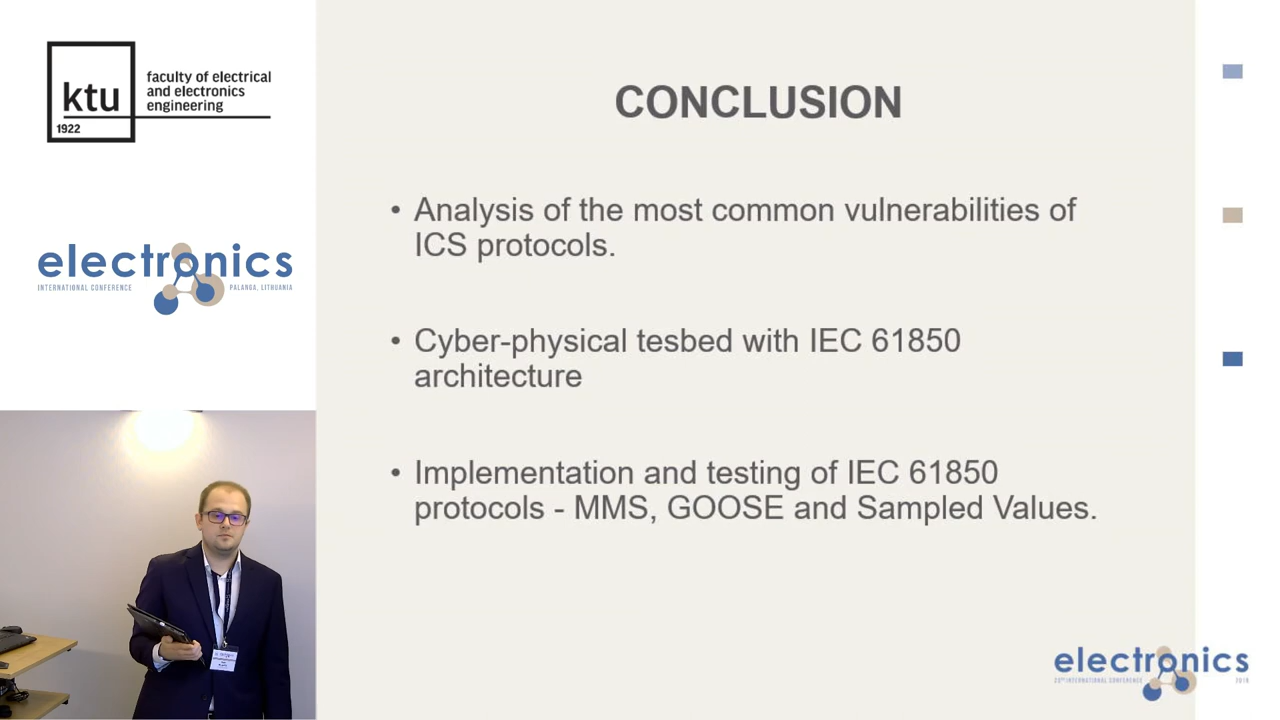 ktu
1922
faculty of electrical
and electronics
engineering
electronics
INTERNATIONAL CONFERENCE
PALANGA, LITHUANIA
CONCLUSION
• Analysis of the most common vulnerabilities of
ICS protocols.
• Cyber-physical tesbed with IEC 61850
architecture
• Implementation and testing of IEC 61850
protocols - MMS, GOOSE and Sampled Values.
electronics
INTERNATIONAL CONFERENCE